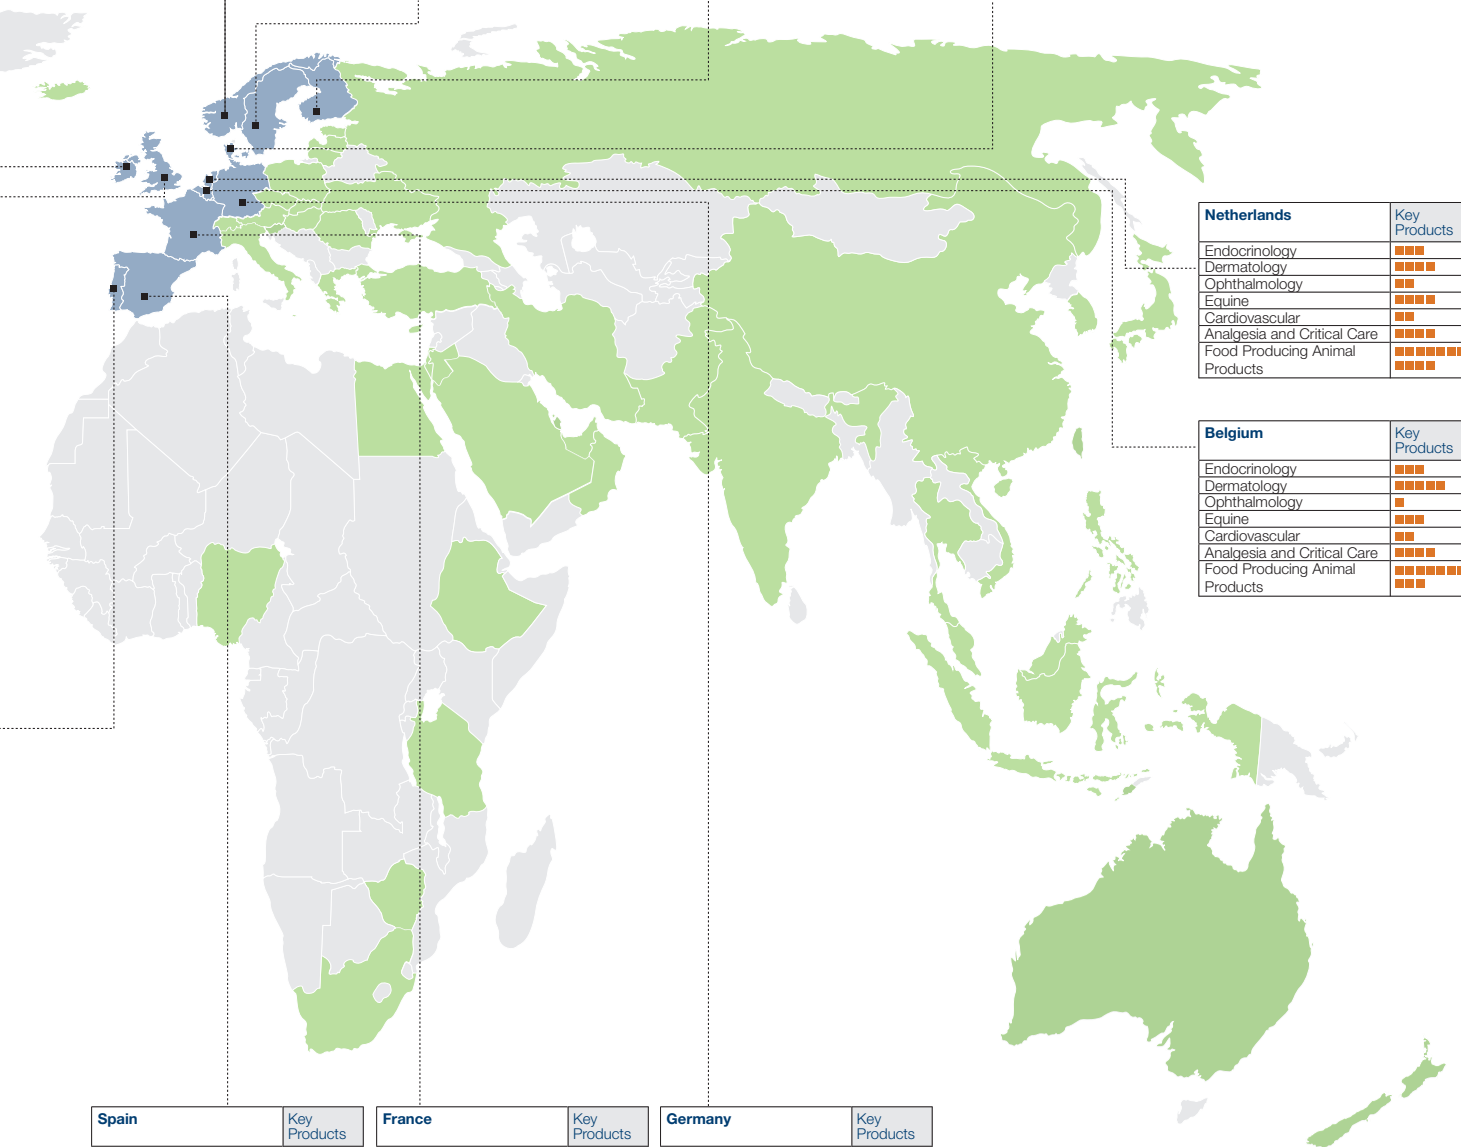 Netherlands Key
Products
Endocrinology
Dermatology
Ophthalmology
Equine
Cardiovascular
Analgesia and Critical Care
Food Producing Animal
Products
Belgium Key
Products
Endocrinology
Dermatology
Ophthalmology
Equine
Cardiovascular
Analgesia and Critical Care
Food Producing Animal
Products
Spain Key
Products
France Key
Products
Germany Key
Products